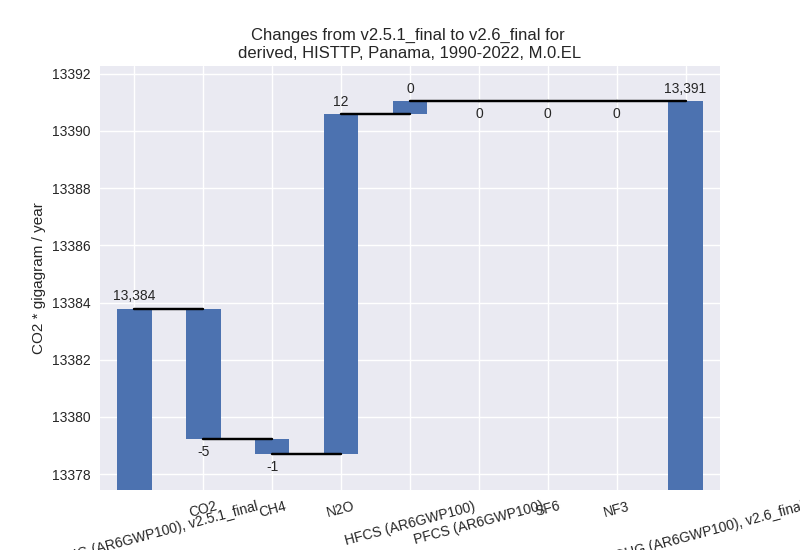 Changes from v2.5.1_final to v2.6_final for
derived, HISTTP, Panama, 1990-2022, M.0.EL
CO2 * gigagram / year
13392
13390
13388
13386
13384
13382
13380
13378
13,384
-5
-1
12
0
0
0
0
13,391
(AR6GWP100), v2.5.1_final
CO2
CH4
N2O
HFCS (AR6GWP100)
PFCS (AR6GWP100)
SF6
NF3
(AR6GWP100), v2.6_final